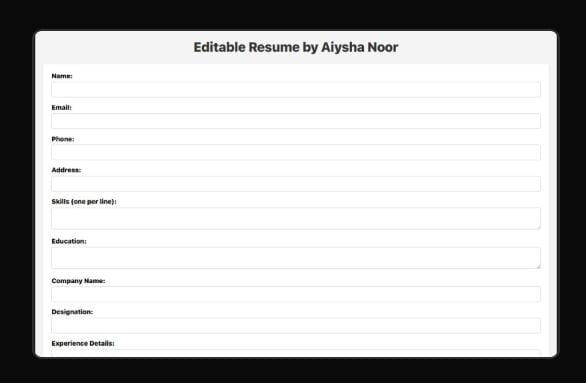 Editable Resume by Aiysha Noor
Name:
Email:
Phone:
Address:
Skills (one per line):
Education:
Company Name:
Designation:
Experience Details: